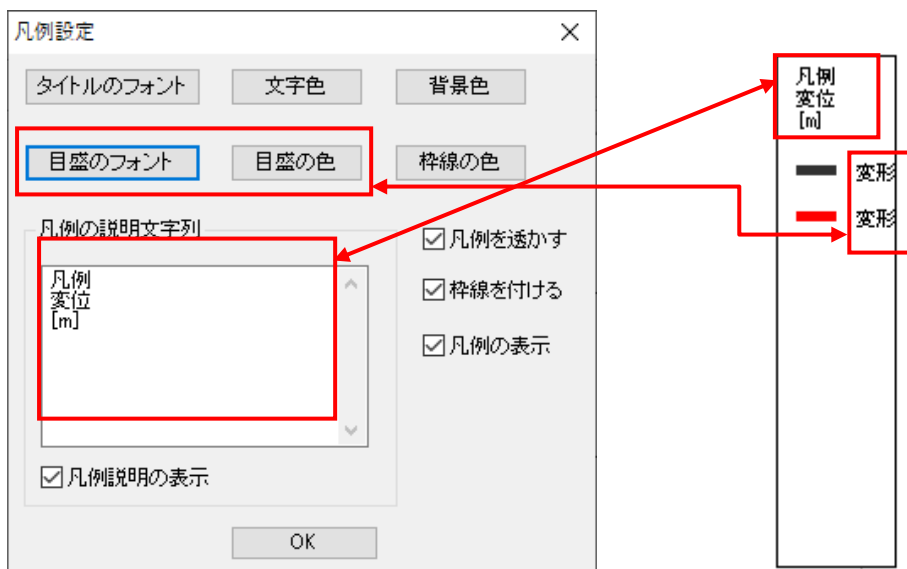 凡例設定
タイトルのフォント
文字色
背景色
目盛のフォント
目盛の色
枠線の色
凡例の説明文字列
凡例
変位
[m]
凡例説明の表示
凡例を透かす
枠線を付ける
凡例の表示
OK
凡例
変位
[m]
変形
変形